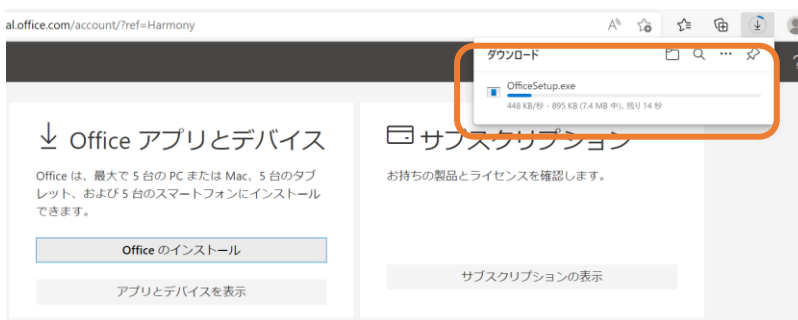 al.office.com/account/?ref=Harmony
ダウンロード
OfficeSetup.exe
448 KB/秒 - 895 KB (7.4 MB 中)、残り 14 秒
Office アプリとデバイス
Office は、最大で 5 台の PC または Mac、5 台のタブ
レット、および 5 台のスマートフォンにインストール
できます。
Office のインストール
アプリとデバイスを表示
サブスクリプション
お持ちの製品とライセンスを確認します。
サブスクリプションの表示